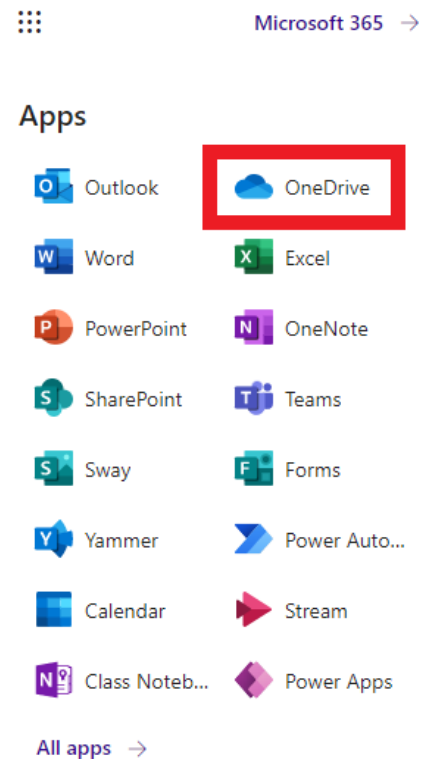 Microsoft 365 →
Apps
Outlook OneDrive
Word Excel
PowerPoint OneNote
SharePoint Teams
Sway Forms
Yammer Power Auto...
Calendar Stream
Class Noteb... Power Apps
All apps →